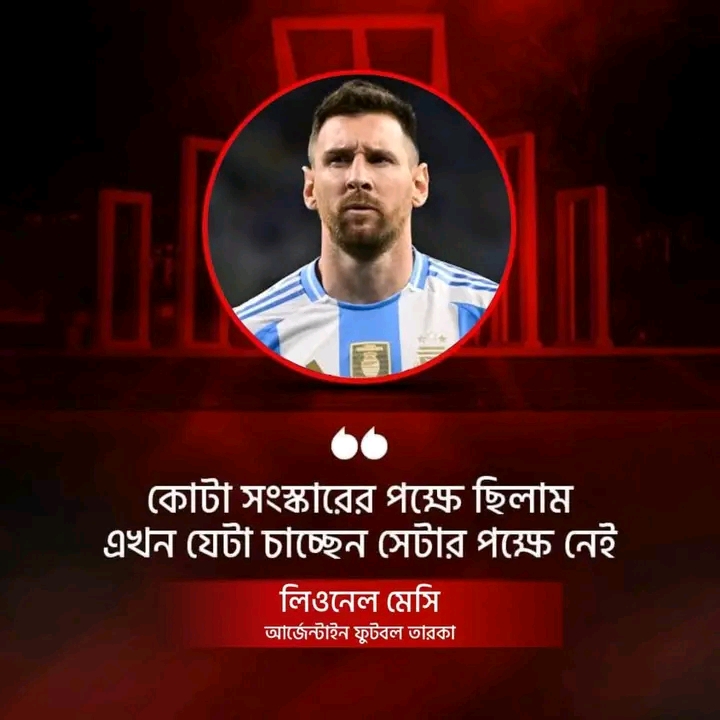 কোটা সংস্কারের পক্ষে ছিলাম
এখন যেটা চাচ্ছেন সেটার পক্ষে নেই
লিওনেল মেসি
আর্জেন্টাইন ফুটবল তারকা